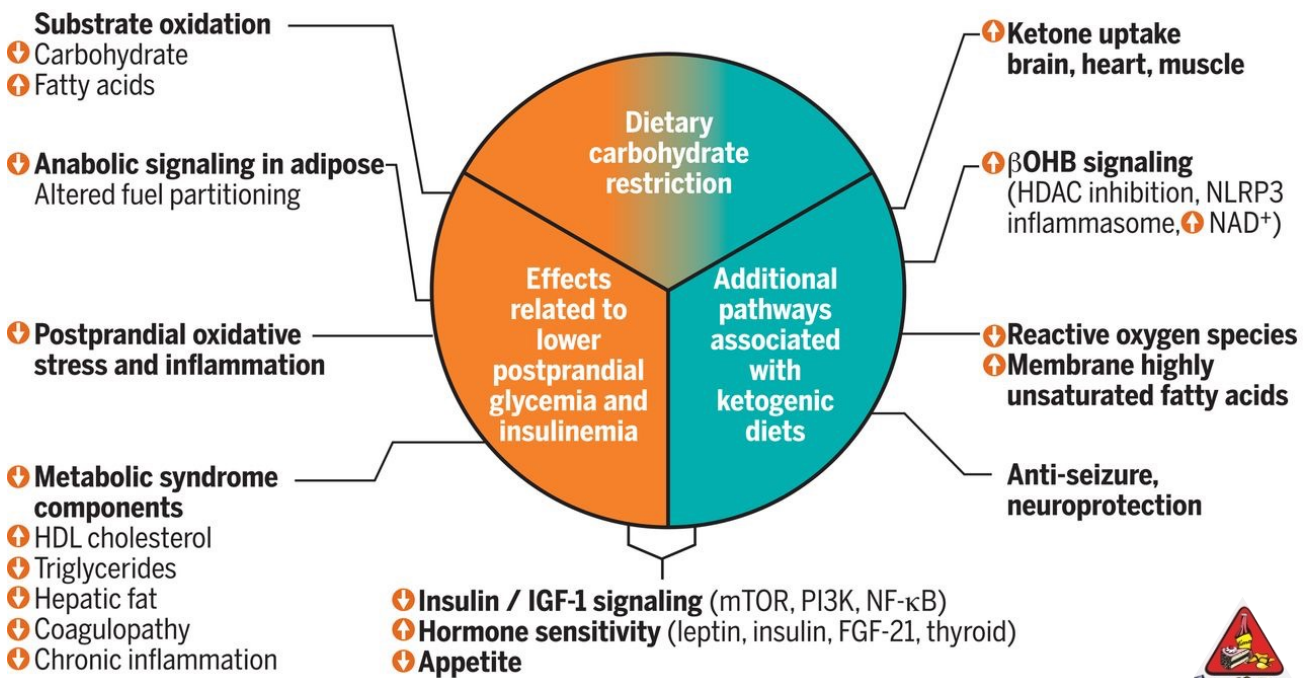 Substrate oxidation
Carbohydrate
Fatty acids
Anabolic signaling in adipose
Altered fuel partitioning
Postprandial oxidative
stress and inflammation
Metabolic syndrome
components
HDL cholesterol
Triglycerides
Hepatic fat
Coagulopathy
Chronic inflammation
Dietary
carbohydrate
restriction
Effects
related to
lower
postprandial
glycemia and
insulinemia
Additional
pathways
associated
with
ketogenic
diets
Ketone uptake
brain, heart, muscle
βOHB signaling
(HDAC inhibition, NLRP3
inflammasome, NAD⁺)
Reactive oxygen species
Membrane highly
unsaturated fatty acids
Anti-seizure,
neuroprotection
Insulin / IGF-1 signaling (mTOR, PI3K, NF-κB)
Hormone sensitivity (leptin, insulin, FGF-21, thyroid)
Appetite